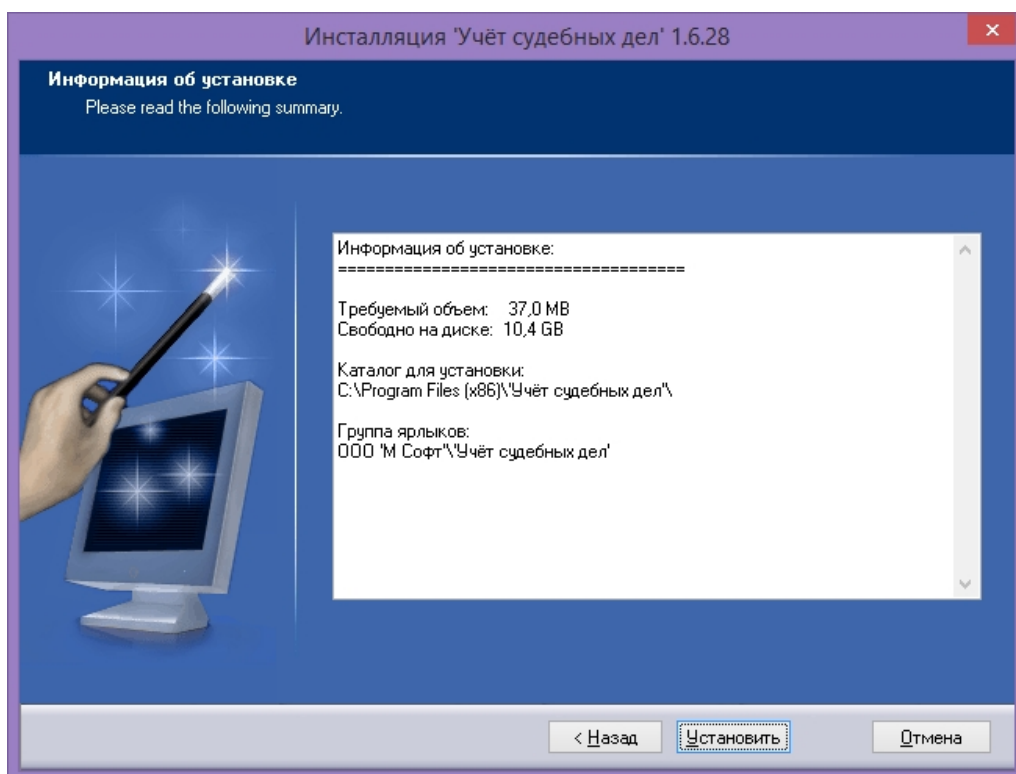 Инсталляция 'Учёт судебных дел' 1.6.28
Информация об установке
Please read the following summary.
Информация об установке:
=====================================
Требуемый объем: 37,0 MB
Свободно на диске: 10,4 GB
Каталог для установки:
C:\Program Files (x86)\'Учёт судебных дел'\
Группа ярлыков:
ООО 'М Софт'\'Учёт судебных дел'
< Назад
Установить
Отмена